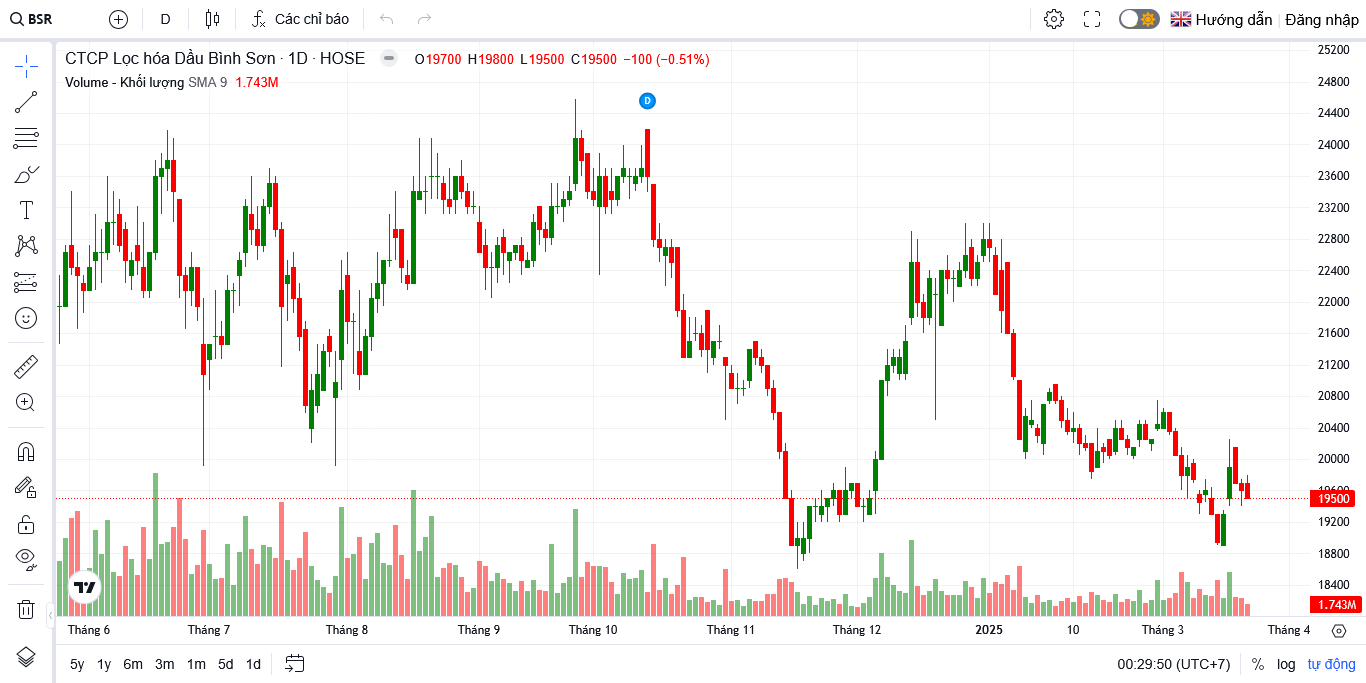 BSR D Các chỉ báo Hướng dẫn Đăng nhập
CTCP Lọc hóa Dầu Bình Sơn · 1D · HOSE O19700 H19800 L19500 C19500 −100 (−0.51%)
Volume - Khối lượng SMA 9 1.743M
D
25200
24800
24400
24000
23600
23200
22800
22400
22000
21600
21200
20800
20400
20000
19600
19500
19200
18800
18400
1.743M
Tháng 6 Tháng 7 Tháng 8 Tháng 9 Tháng 10 Tháng 11 Tháng 12 2025 10 Tháng 3 Tháng 4
5y 1y 6m 3m 1m 5d 1d 00:29:50 (UTC+7) % log tự động